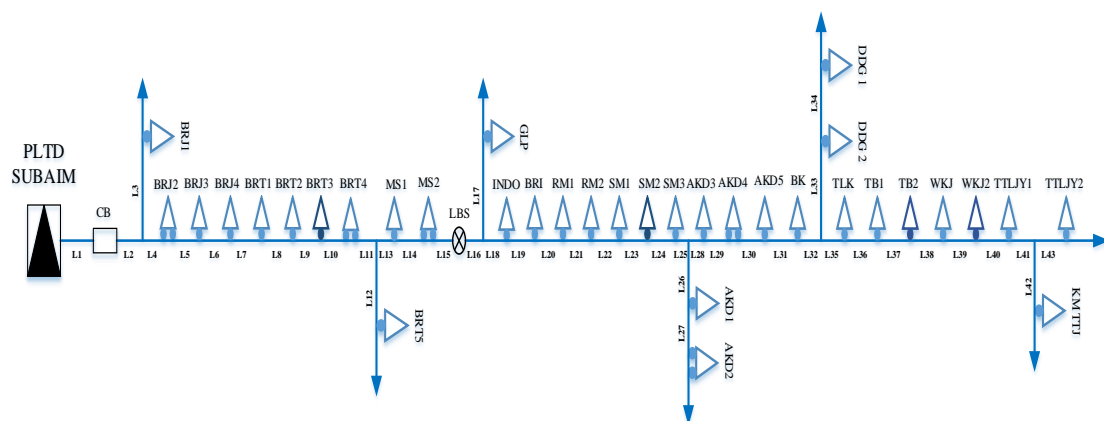 PLTD
SUBAIM
CB
LBS
BRJ1
BRJ2
BRJ3
BRJ4
BRT1
BRT2
BRT3
BRT4
MS1
MS2
BRT5
GLP
INDO
BRI
RM1
RM2
SM1
SM2
SM3
AKD3
AKD4
AKD5
BK
AKD1
AKD2
DDG 1
DDG 2
TLK
TB1
TB2
WKJ
WKJ2
TTLJY1
TTLJY2
KMTTJ
L1
L2
L3
L4
L5
L6
L7
L8
L9
L10
L11
L12
L13
L14
L15
L16
L17
L18
L19
L20
L21
L22
L23
L24
L25
L26
L27
L28
L29
L30
L31
L32
L33
L34
L35
L36
L37
L38
L39
L40
L41
L42
L43